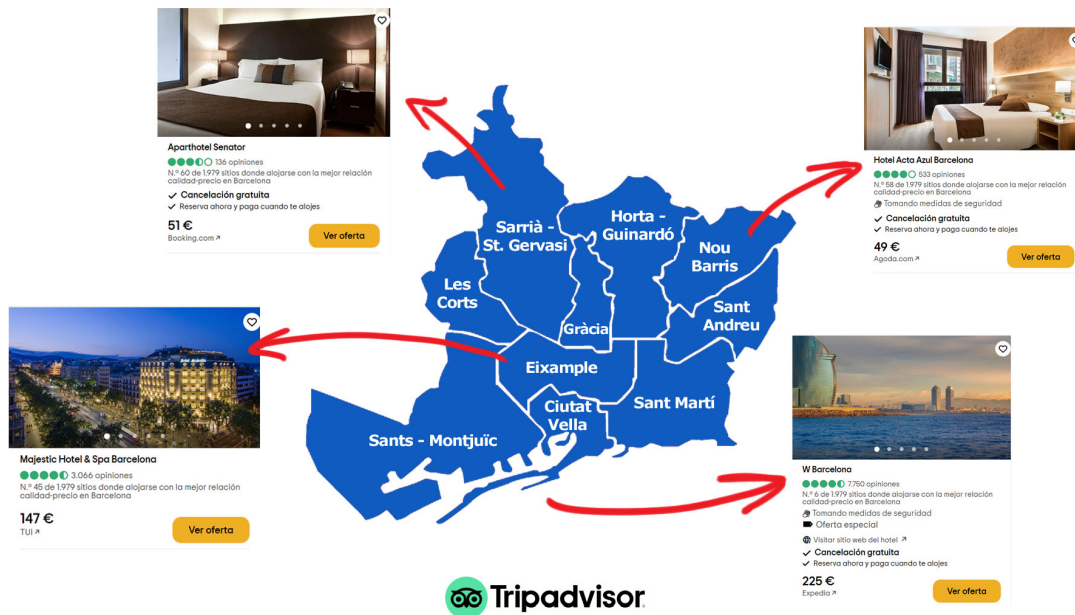 Aparthotel Senator
136 opiniones
N.º 60 de 1.979 sitios donde alojarse con la mejor relación
calidad-precio en Barcelona
Cancelación gratuita
Reserva ahora y paga cuando te alojes
51 €
Booking.com
Ver oferta
Hotel Acta Azul Barcelona
533 opiniones
N.º 58 de 1.979 sitios donde alojarse con la mejor relación
calidad-precio en Barcelona
Tomando medidas de seguridad
Cancelación gratuita
Reserva ahora y paga cuando te alojes
49 €
Agoda.com
Ver oferta
Sarrià -
St. Gervasi
Horta -
Guinardó
Nou
Barris
Les
Corts
Gràcia
Sant
Andreu
Eixample
Sant Martí
Ciutat
Vella
Sants - Montjuïc
Majestic Hotel & Spa Barcelona
3.066 opiniones
N.º 45 de 1.979 sitios donde alojarse con la mejor relación
calidad-precio en Barcelona
147 €
TUI
Ver oferta
W Barcelona
7.750 opiniones
N.º 6 de 1.979 sitios donde alojarse con la mejor relación
calidad-precio en Barcelona
Tomando medidas de seguridad
Oferta especial
Visitar sitio web del hotel
Cancelación gratuita
Reserva ahora y paga cuando te alojes
225 €
Expedia
Ver oferta
Tripadvisor